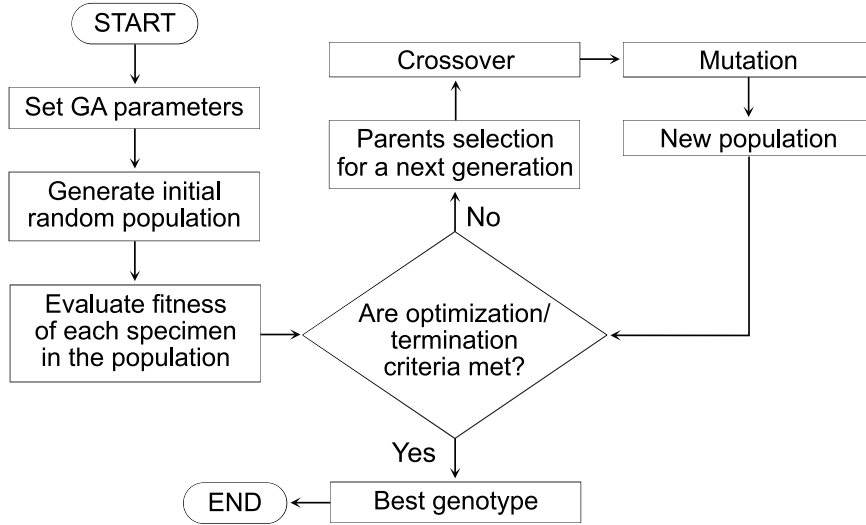 START
Set GA parameters
Generate initial
random population
Evaluate fitness
of each specimen
in the population
Crossover
Mutation
Parents selection
for a next generation
New population
No
Are optimization/
termination
criteria met?
Yes
Best genotype
END